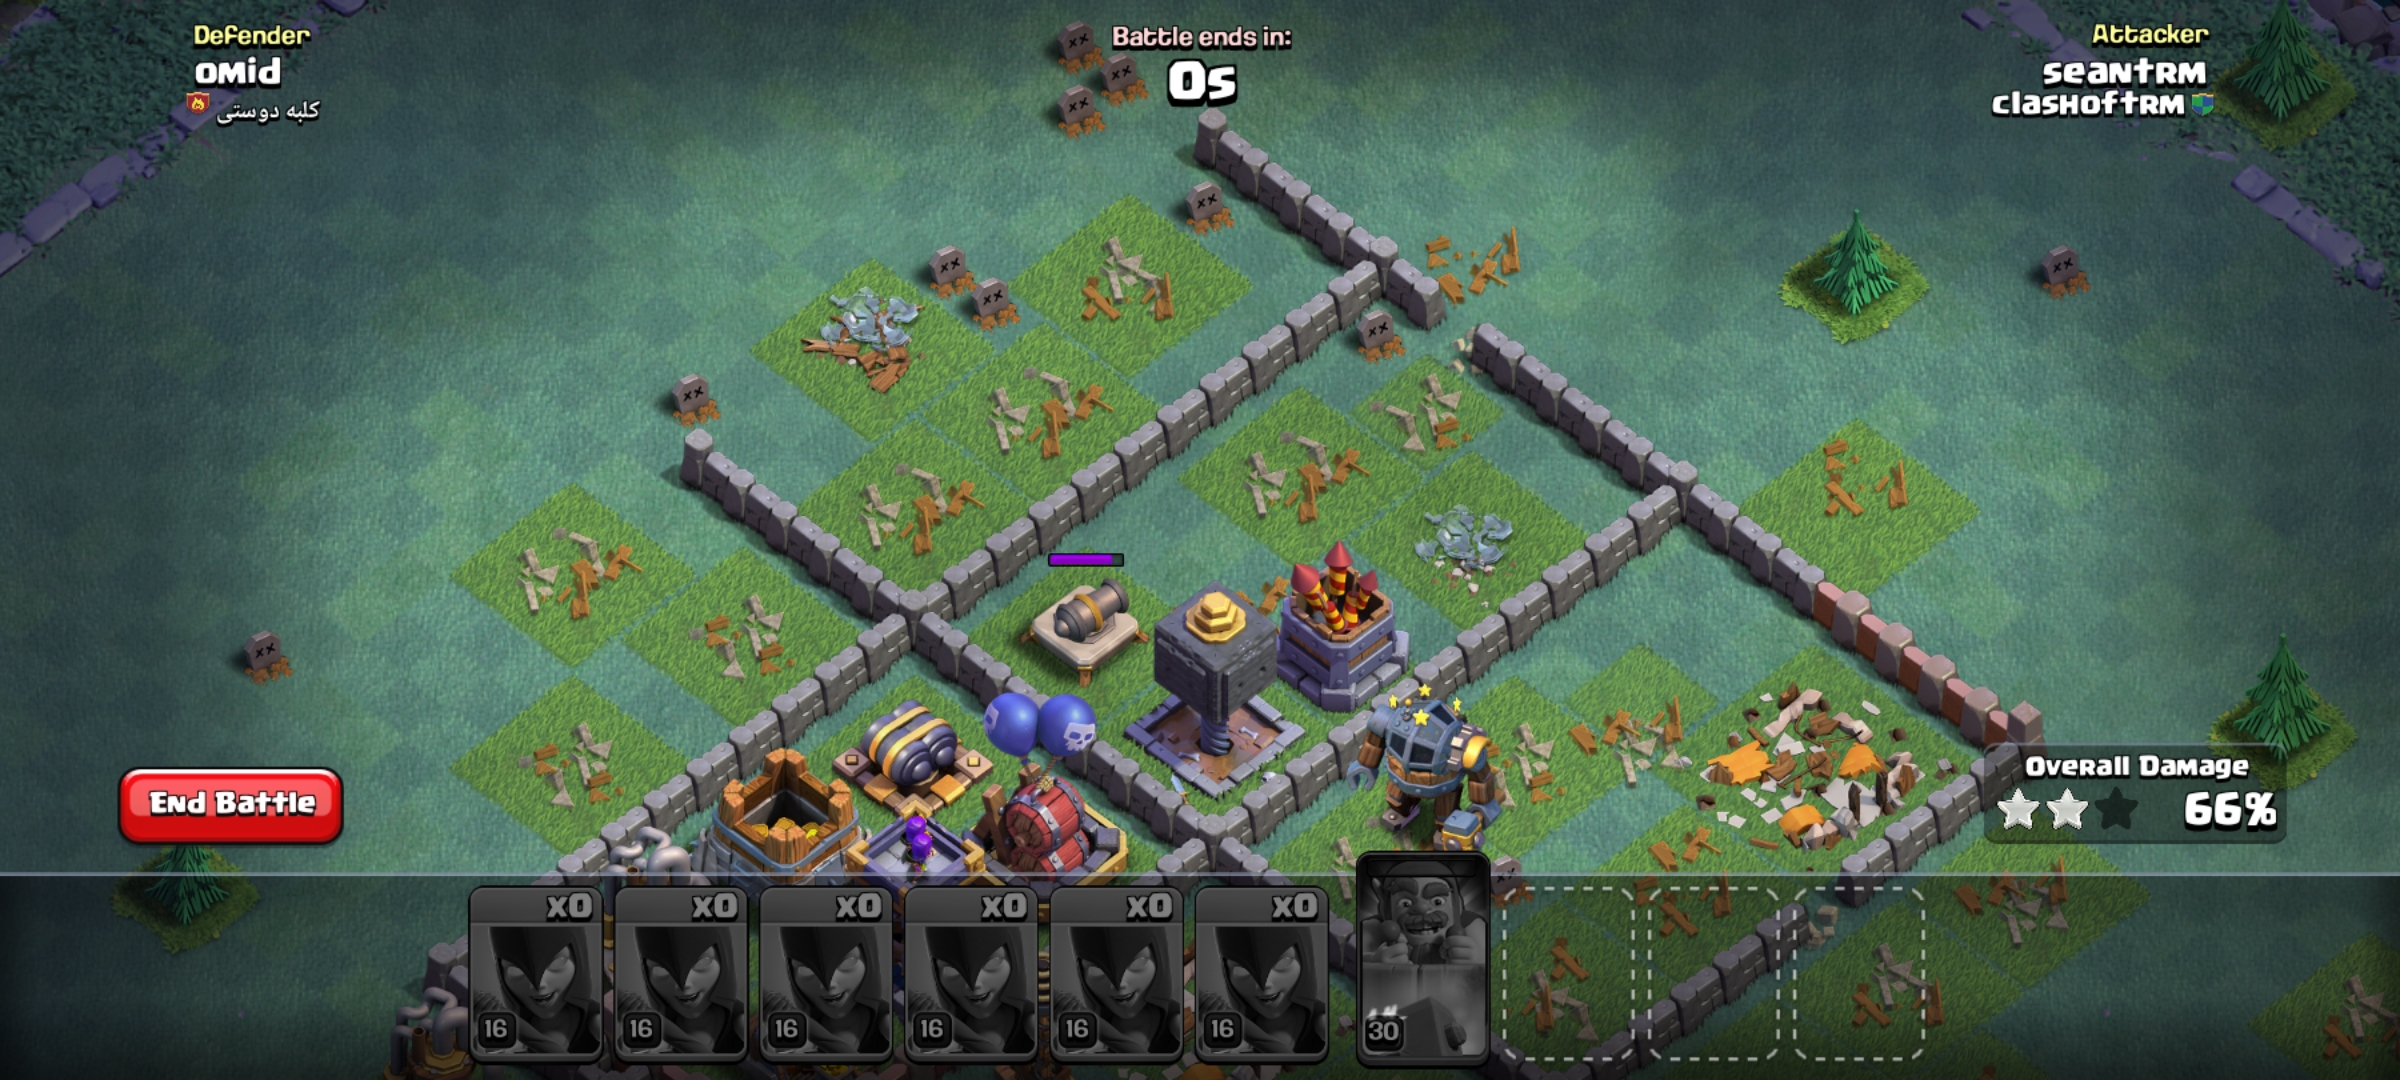 Defender
omid
کلبه دوستی
Battle ends in:
0s
Attacker
seantRM
clashoftRM
End Battle
Overall Damage
66%
x0 x0 x0 x0 x0 x0
16 16 16 16 16 16 30